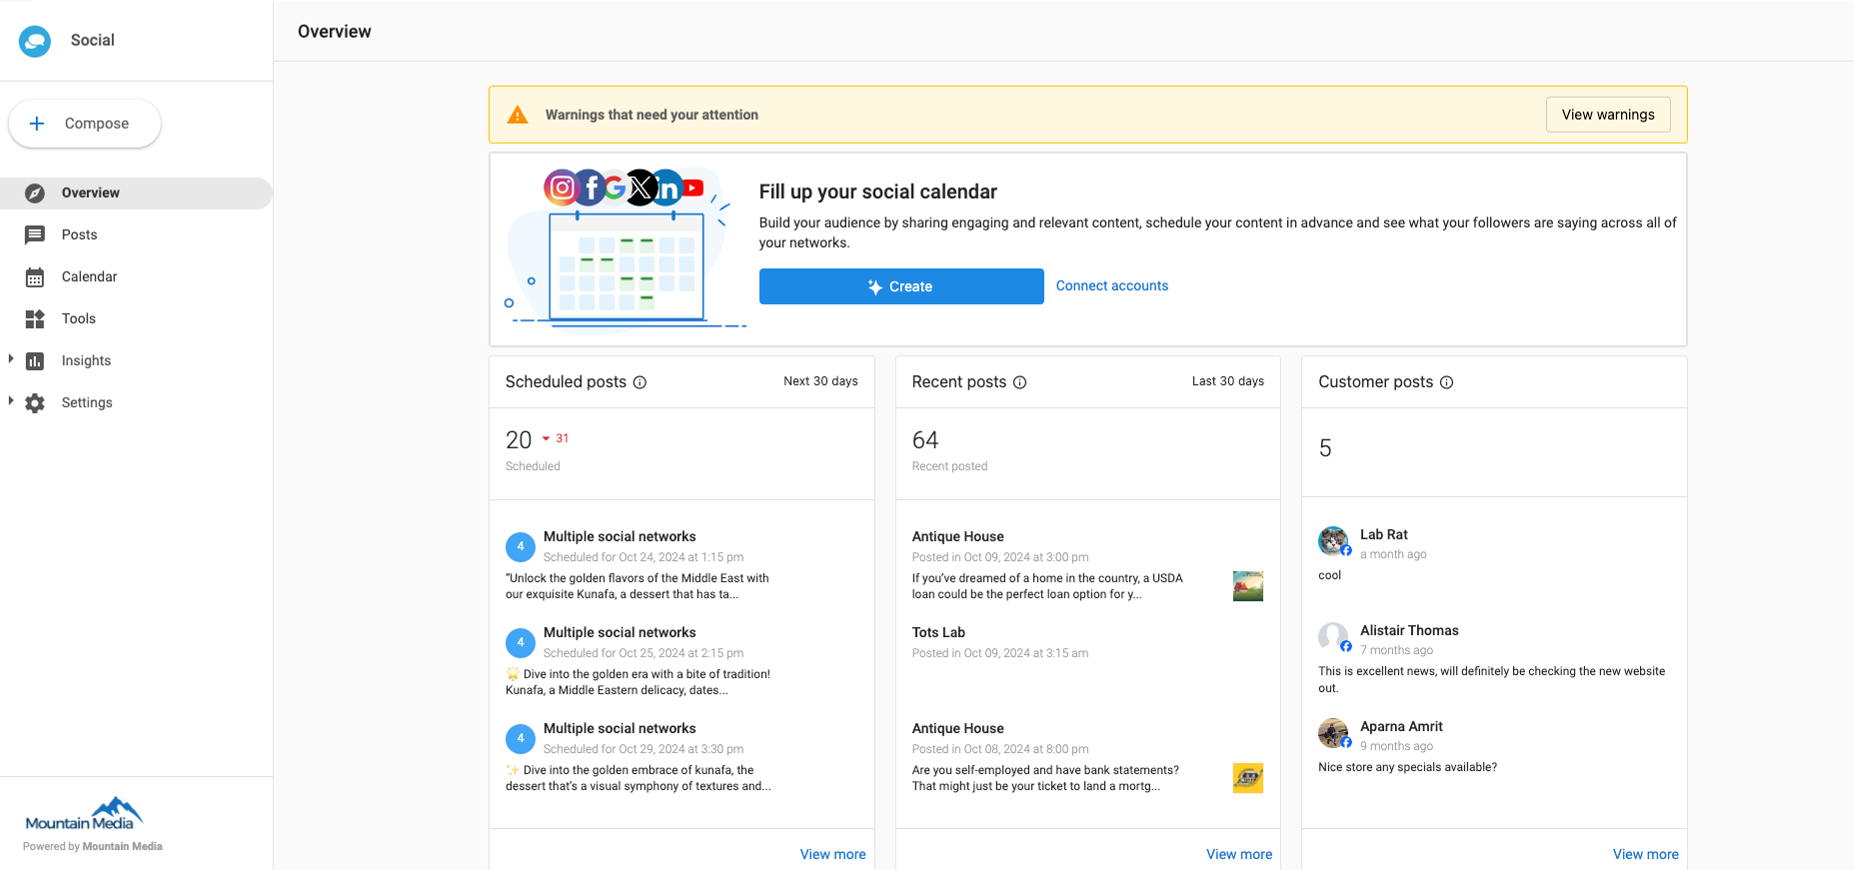 Social
Compose
Overview
Posts
Calendar
Tools
Insights
Settings
Mountain Media
Powered by Mountain Media
Overview
Warnings that need your attention
View warnings
Fill up your social calendar
Build your audience by sharing engaging and relevant content, schedule your content in advance and see what your followers are saying across all of
your networks.
Create
Connect accounts
Scheduled posts
Next 30 days
20
31
Scheduled
4
Multiple social networks
Scheduled for Oct 24, 2024 at 1:15 pm
"Unlock the golden flavors of the Middle East with
our exquisite Kunafa, a dessert that has ta...
4
Multiple social networks
Scheduled for Oct 25, 2024 at 2:15 pm
🌟 Dive into the golden era with a bite of tradition!
Kunafa, a Middle Eastern delicacy, dates...
4
Multiple social networks
Scheduled for Oct 29, 2024 at 3:30 pm
✨ Dive into the golden embrace of kunafa, the
dessert that's a visual symphony of textures and...
View more
Recent posts
Last 30 days
64
Recent posted
Antique House
Posted in Oct 09, 2024 at 3:00 pm
If you've dreamed of a home in the country, a USDA
loan could be the perfect loan option for y...
Tots Lab
Posted in Oct 09, 2024 at 3:15 am
Antique House
Posted in Oct 08, 2024 at 8:00 pm
Are you self-employed and have bank statements?
That might just be your ticket to land a mortg...
View more
Customer posts
5
Lab Rat
a month ago
cool
Alistair Thomas
7 months ago
This is excellent news, will definitely be checking the new website
out.
Aparna Amrit
9 months ago
Nice store any specials available?
View more